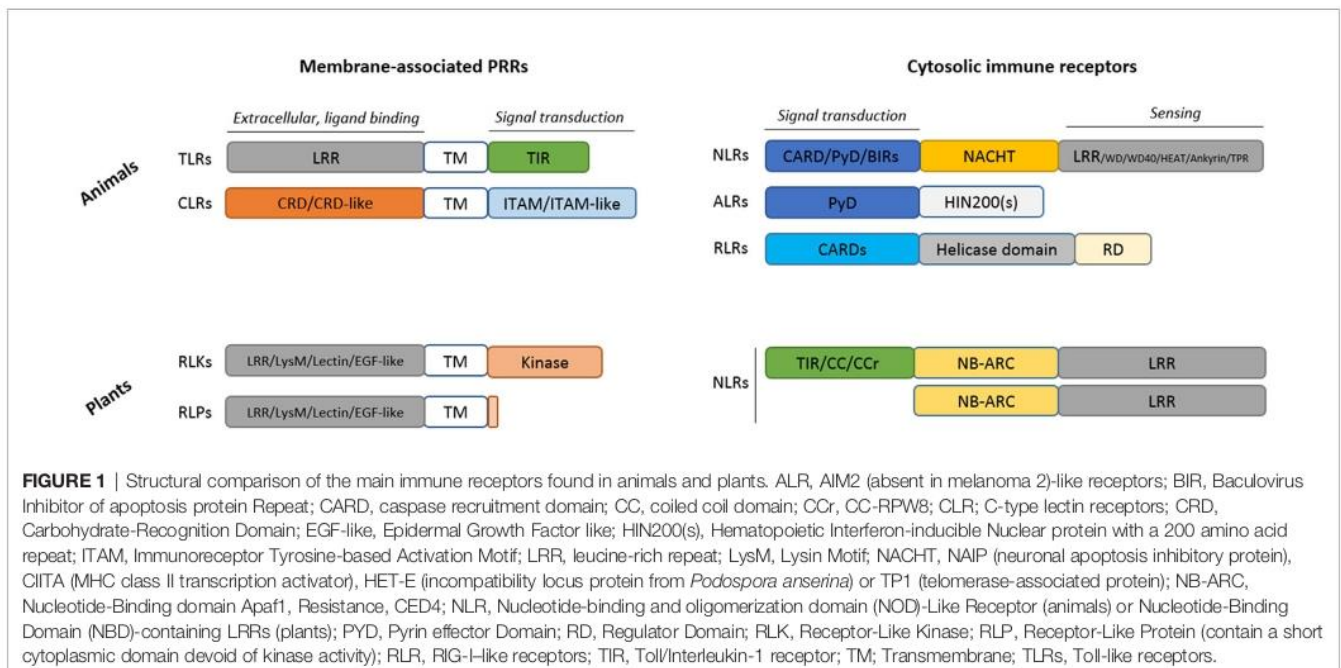 Membrane-associated PRRs
Cytosolic immune receptors
Extracellular, ligand binding
Signal transduction
Signal transduction
Sensing
Animals
TLRs LRR TM TIR
NLRs CARD/PyD/BIRs NACHT LRR/WD/WD40/HEAT/Ankyrin/TPR
CLRs CRD/CRD-like TM ITAM/ITAM-like
ALRs PyD HIN200(s)
RLRs CARDs Helicase domain RD
Plants
RLKs LRR/LysM/Lectin/EGF-like TM Kinase
RLPs LRR/LysM/Lectin/EGF-like TM
NLRs TIR/CC/CCr NB-ARC LRR
NB-ARC LRR
FIGURE 1 | Structural comparison of the main immune receptors found in animals and plants. ALR, AIM2 (absent in melanoma 2)-like receptors; BIR, Baculovirus
Inhibitor of apoptosis protein Repeat; CARD, caspase recruitment domain; CC, coiled coil domain; CCr, CC-RPW8; CLR; C-type lectin receptors; CRD,
Carbohydrate-Recognition Domain; EGF-like, Epidermal Growth Factor like; HIN200(s), Hematopoietic Interferon-inducible Nuclear protein with a 200 amino acid
repeat; ITAM, Immunoreceptor Tyrosine-based Activation Motif; LRR, leucine-rich repeat; LysM, Lysin Motif; NACHT, NAIP (neuronal apoptosis inhibitory protein),
CIITA (MHC class II transcription activator), HET-E (incompatibility locus protein from Podospora anserina) or TP1 (telomerase-associated protein); NB-ARC,
Nucleotide-Binding domain Apaf1, Resistance, CED4; NLR, Nucleotide-binding and oligomerization domain (NOD)-Like Receptor (animals) or Nucleotide-Binding
Domain (NBD)-containing LRRs (plants); PYD, Pyrin effector Domain; RD, Regulator Domain; RLK, Receptor-Like Kinase; RLP, Receptor-Like Protein (contain a short
cytoplasmic domain devoid of kinase activity); RLR, RIG-I-like receptors; TIR, Toll/Interleukin-1 receptor; TM; Transmembrane; TLRs, Toll-like receptors.